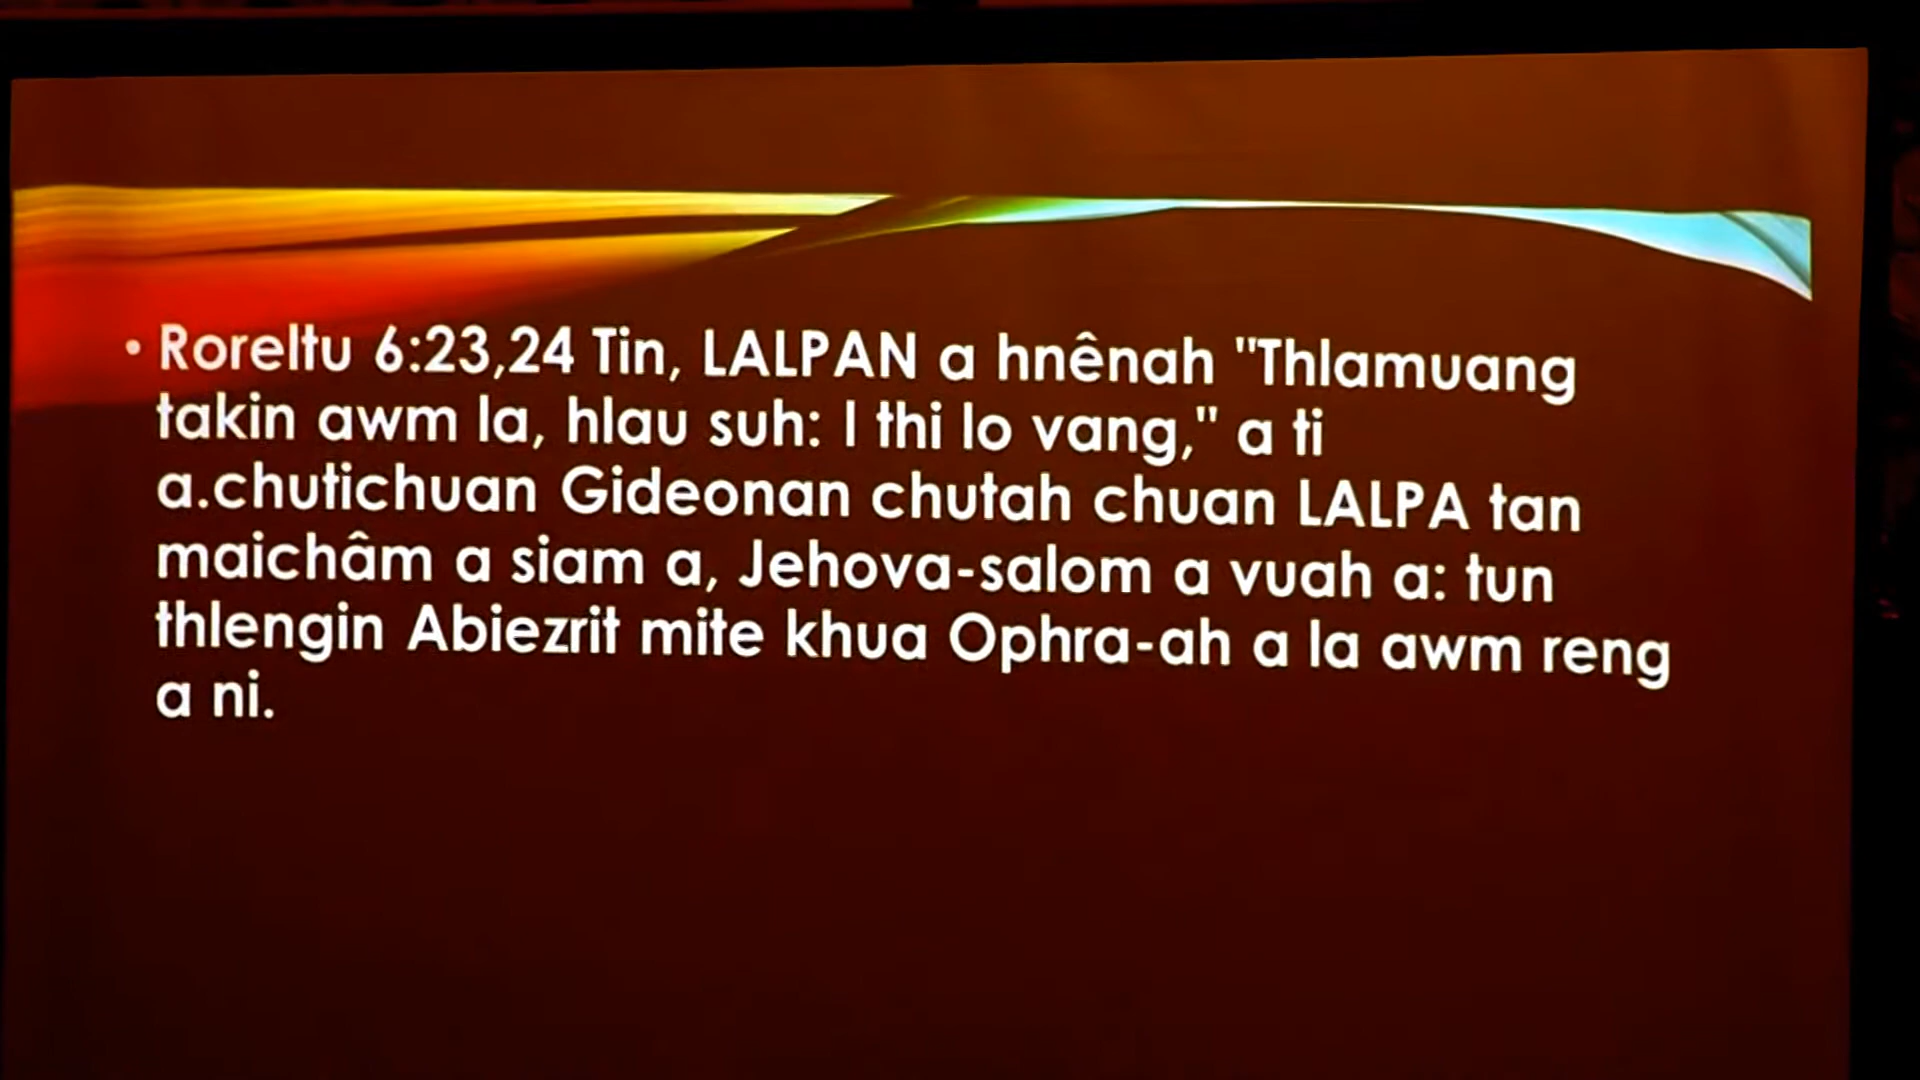 • Roreltu 6:23,24 Tin, LALPAN a hnênah "Thlamuang
takin awm la, hlau suh: I thi lo vang," a ti
a.chutichuan Gideonan chutah chuan LALPA tan
maichâm a siam a, Jehova-salom a vuah a: tun
thlengin Abiezrit mite khua Ophra-ah a la awm reng
a ni.